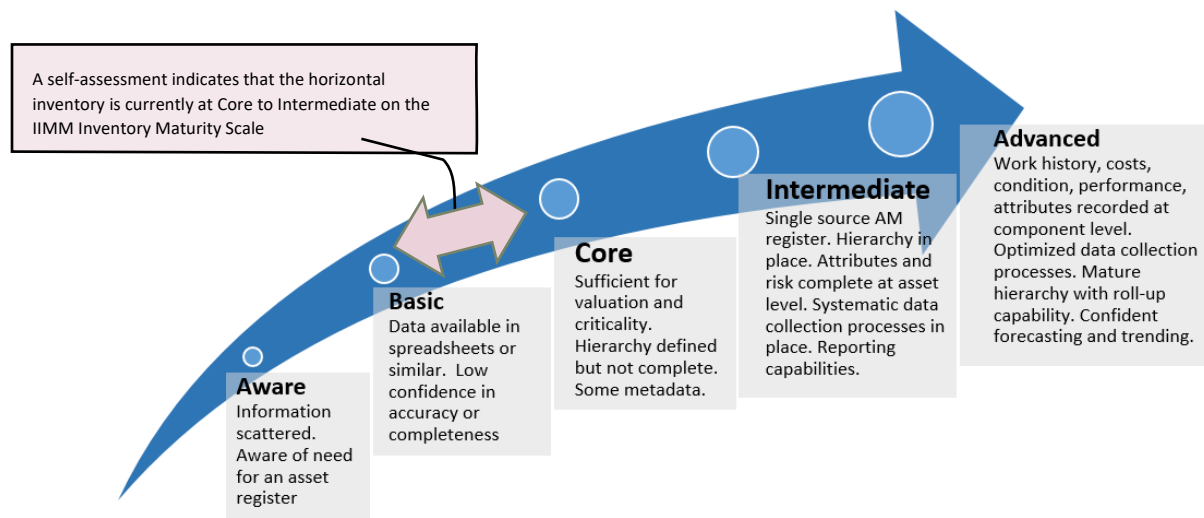 A self-assessment indicates that the horizontal
inventory is currently at Core to Intermediate on the
IIMM Inventory Maturity Scale
Aware
Information
scattered.
Aware of need
for an asset
register
Basic
Data available in
spreadsheets or
similar.  Low
confidence in
accuracy or
completeness
Core
Sufficient for
valuation and
criticality.
Hierarchy defined
but not complete.
Some metadata.
Intermediate
Single source AM
register. Hierarchy in
place. Attributes and
risk complete at asset
level. Systematic data
collection processes in
place. Reporting
capabilities.
Advanced
Work history, costs,
condition, performance,
attributes recorded at
component level.
Optimized data collection
processes. Mature
hierarchy with roll-up
capability. Confident
forecasting and trending.